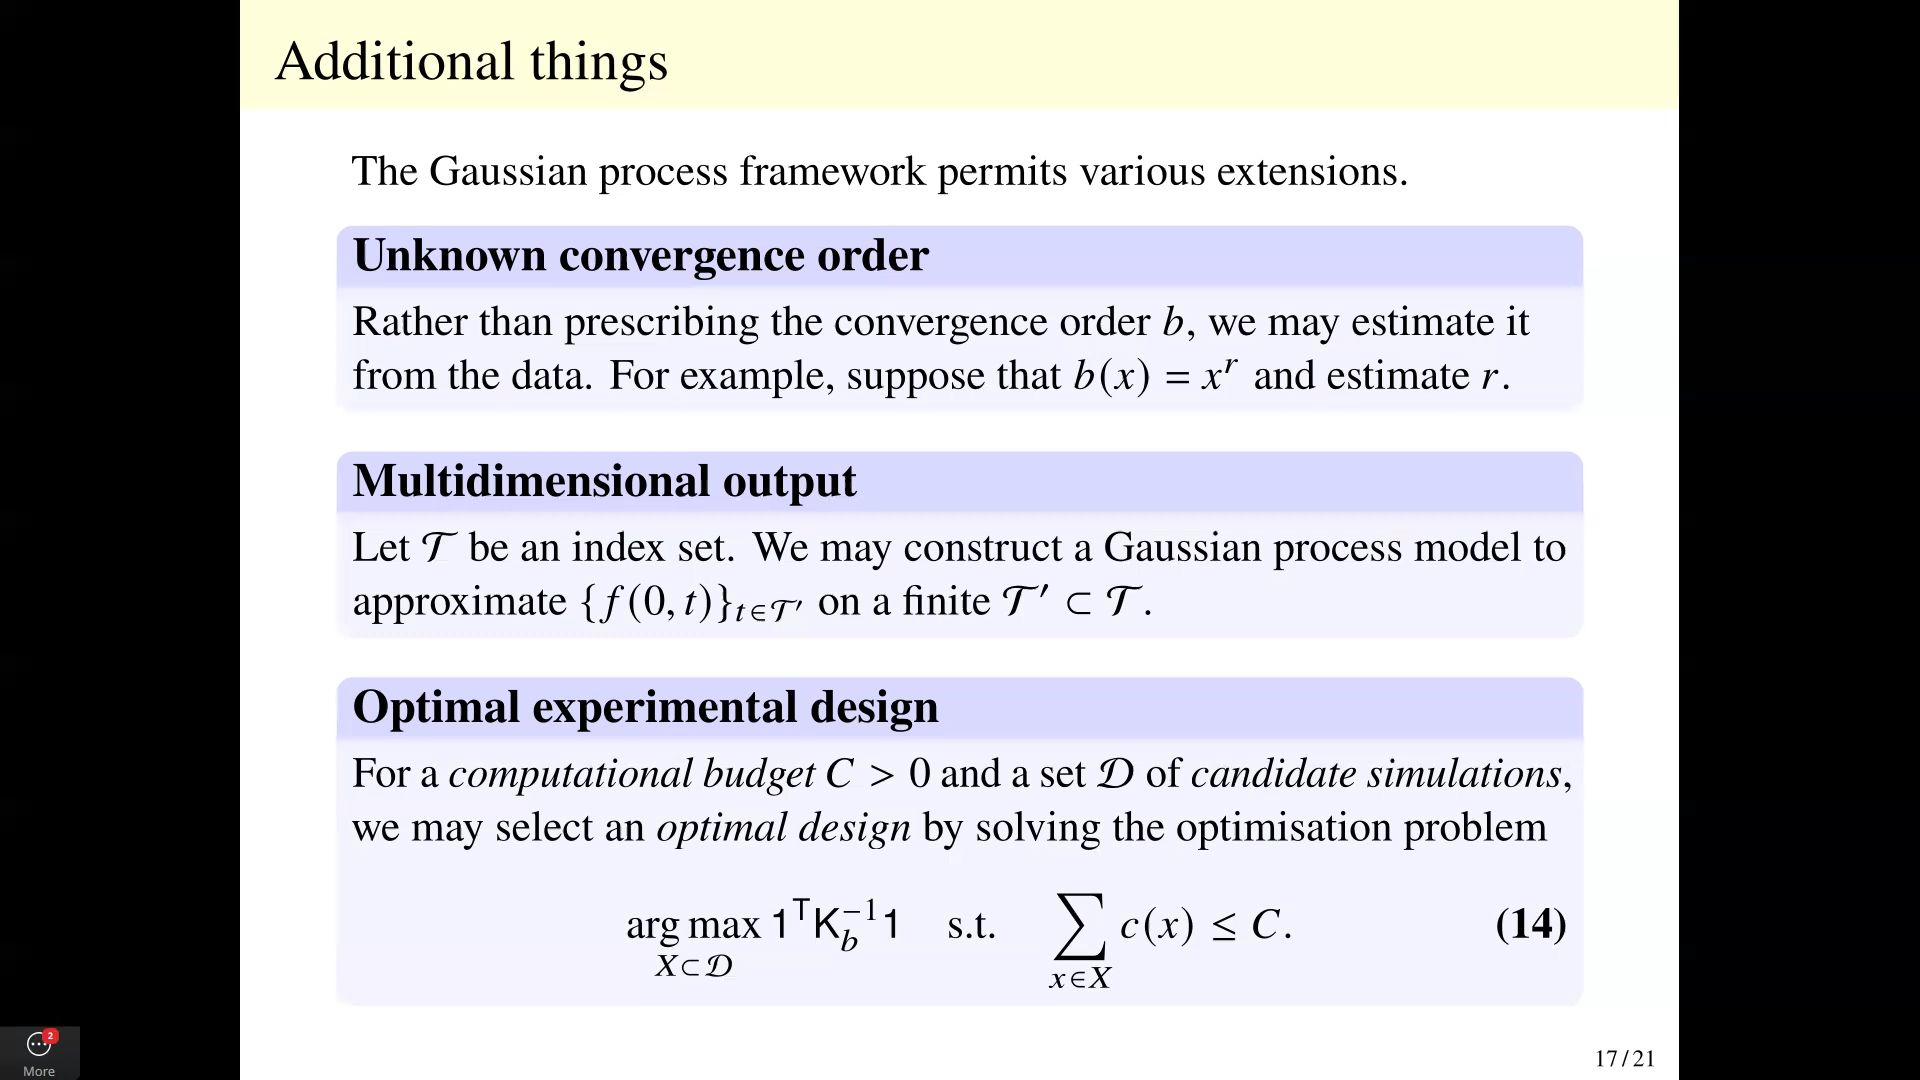 Additional things
The Gaussian process framework permits various extensions.
Unknown convergence order
Rather than prescribing the convergence order b, we may estimate it
from the data. For example, suppose that b(x) = x^r and estimate r.
Multidimensional output
Let 𝒯 be an index set. We may construct a Gaussian process model to
approximate {f(0, t)}_{t∈𝒯′} on a finite 𝒯′ ⊂ 𝒯.
Optimal experimental design
For a computational budget C > 0 and a set 𝒟 of candidate simulations,
we may select an optimal design by solving the optimisation problem
arg max_{X⊂𝒟} 1^T K_b^{-1} 1 s.t. ∑_{x∈X} c(x) ≤ C. (14)
17/21
2
More